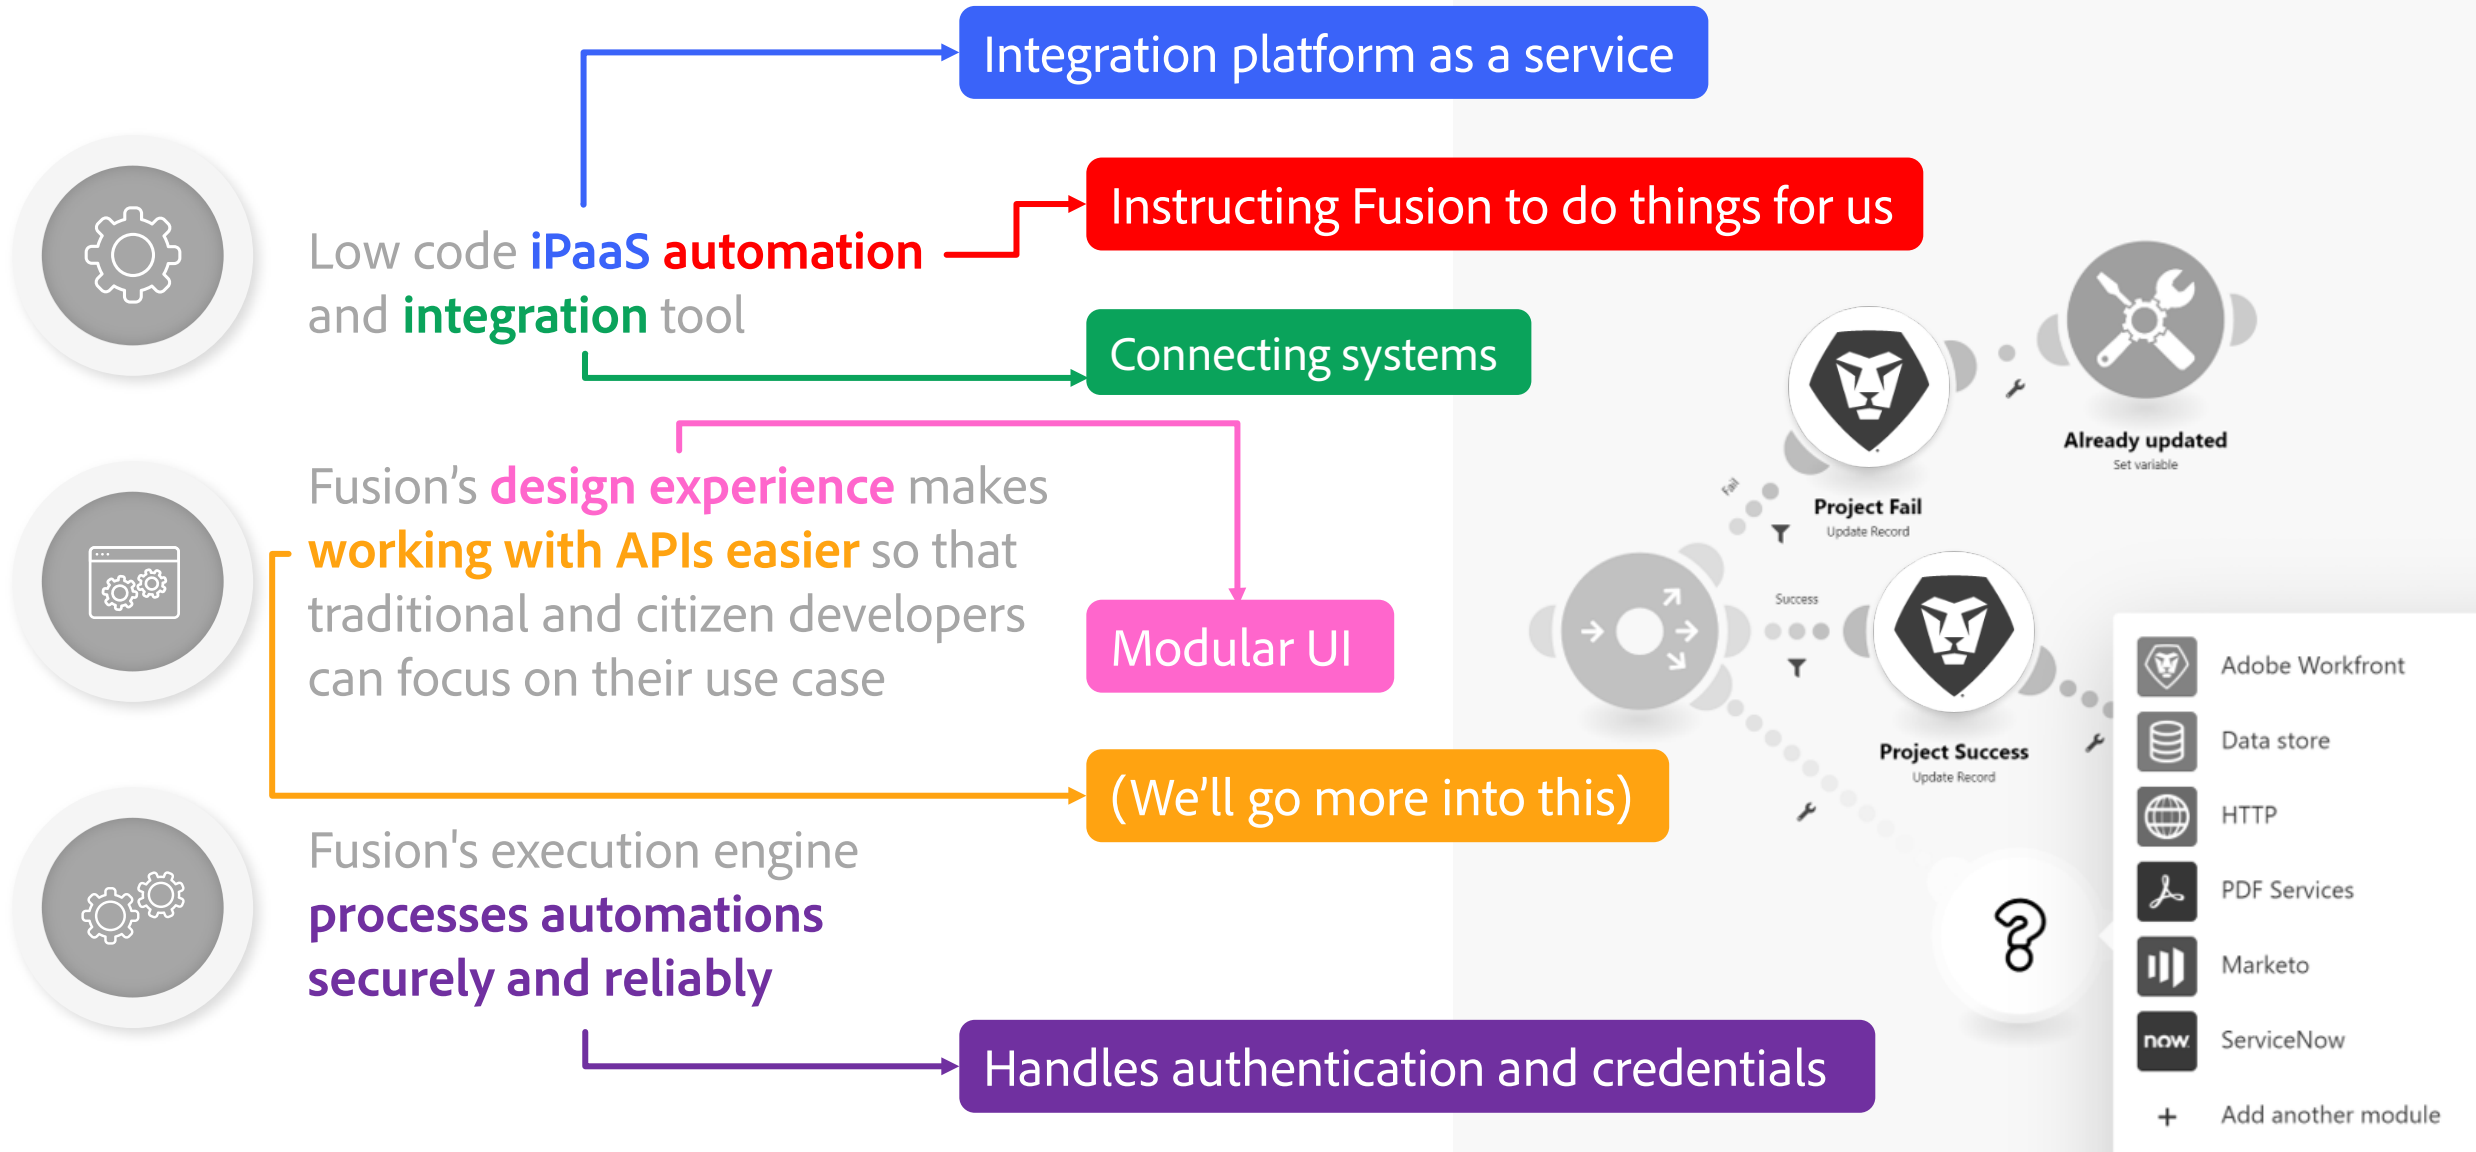 Integration platform as a service
Instructing Fusion to do things for us
Low code iPaaS automation
and integration tool
Connecting systems
Fusion’s design experience makes
working with APIs easier so that
traditional and citizen developers
can focus on their use case
Modular UI
(We’ll go more into this)
Fusion's execution engine
processes automations
securely and reliably
Handles authentication and credentials
Already updated
Set variable
Fail
Project Fail
Update Record
Success
Project Success
Update Record
?
Adobe Workfront
Data store
HTTP
PDF Services
Marketo
now
ServiceNow
+ Add another module